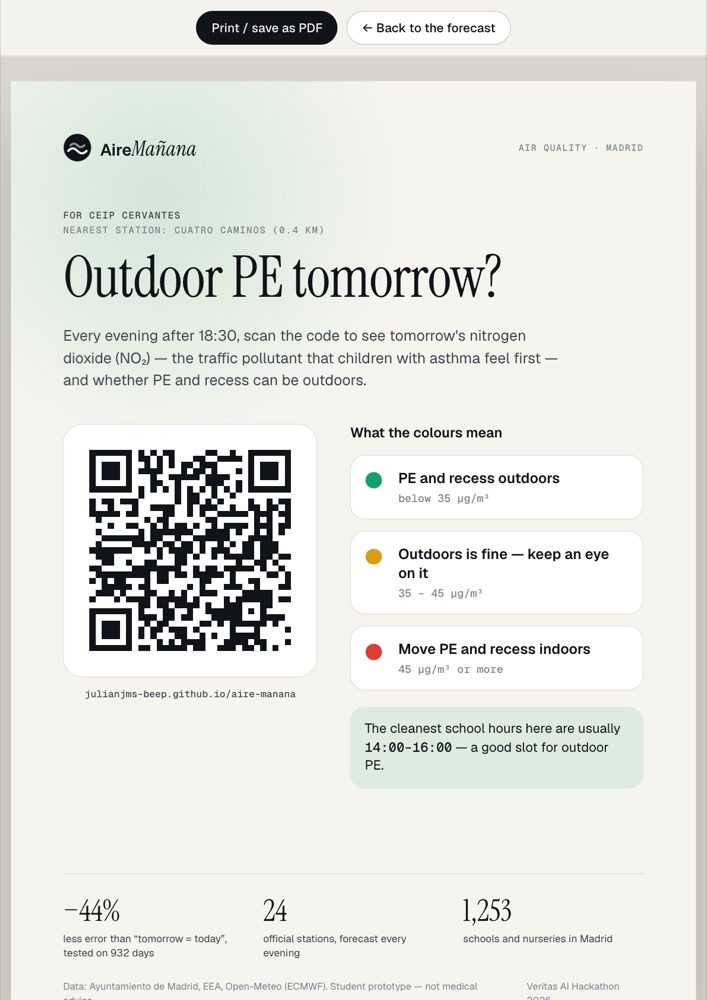 Print / save as PDF
← Back to the forecast
AireMañana
AIR QUALITY · MADRID
FOR CEIP CERVANTES
NEAREST STATION: CUATRO CAMINOS (0.4 KM)
Outdoor PE tomorrow?
Every evening after 18:30, scan the code to see tomorrow's nitrogen
dioxide (NO₂) — the traffic pollutant that children with asthma feel first —
and whether PE and recess can be outdoors.
julianjms-beep.github.io/aire-manana
What the colours mean
PE and recess outdoors
below 35 µg/m³
Outdoors is fine — keep an eye
on it
35 – 45 µg/m³
Move PE and recess indoors
45 µg/m³ or more
The cleanest school hours here are usually
14:00–16:00 — a good slot for outdoor
PE.
−44%
less error than “tomorrow = today”,
tested on 932 days
24
official stations, forecast every
evening
1,253
schools and nurseries in Madrid
Data: Ayuntamiento de Madrid, EEA, Open-Meteo (ECMWF). Student prototype — not medical
Veritas AI Hackathon